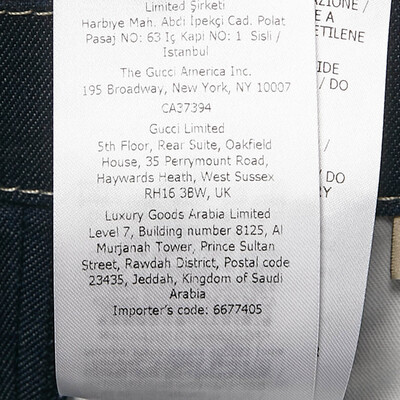 Limited Şirketi
Harbiye Mah. Abdi İpekçi Cad. Polat
Pasaj NO: 63 İç Kapi NO: 1 Sisli /
Istanbul
The Gucci America Inc.
195 Broadway, New York, NY 10007
CA37394
Gucci Limited
5th Floor, Rear Suite, Oakfield
House, 35 Perrymount Road,
Haywards Heath, West Sussex
RH16 3BW, UK
Luxury Goods Arabia Limited
Level 7, Building number 8125, Al
Murjanah Tower, Prince Sultan
Street, Rawdah District, Postal code
23435, Jeddah, Kingdom of Saudi
Arabia
Importer's code: 6677405
AZIONE /
E A
ETILENE
IDE
/ DO
/
/ DO
RY